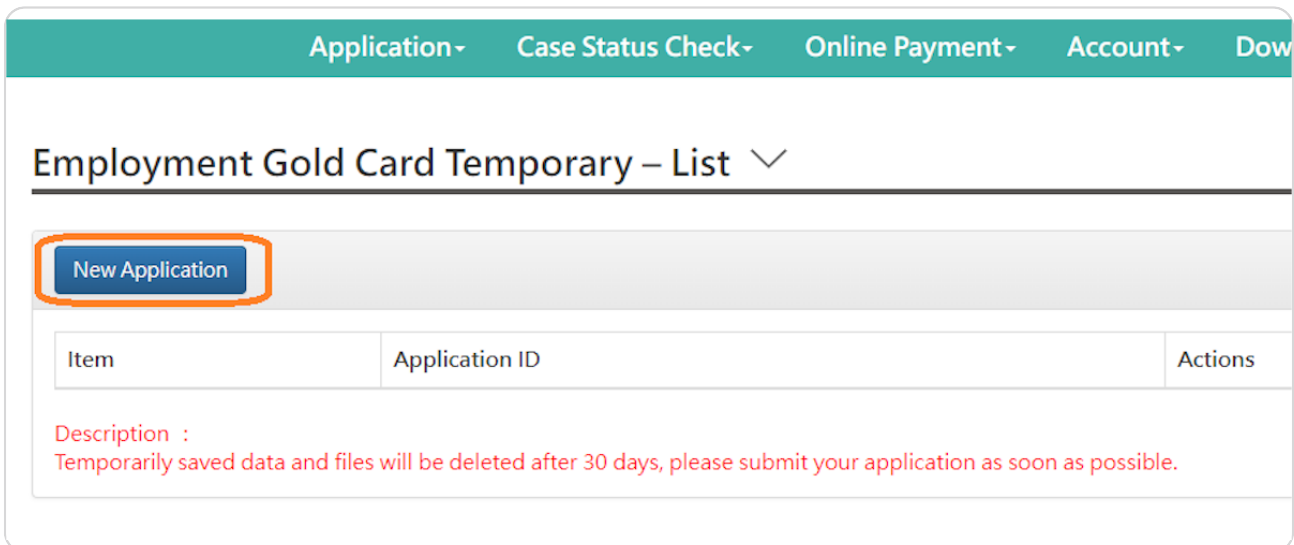 Application Case Status Check Online Payment Account Dow
Employment Gold Card Temporary – List
New Application
Item Application ID Actions
Description :
Temporarily saved data and files will be deleted after 30 days, please submit your application as soon as possible.